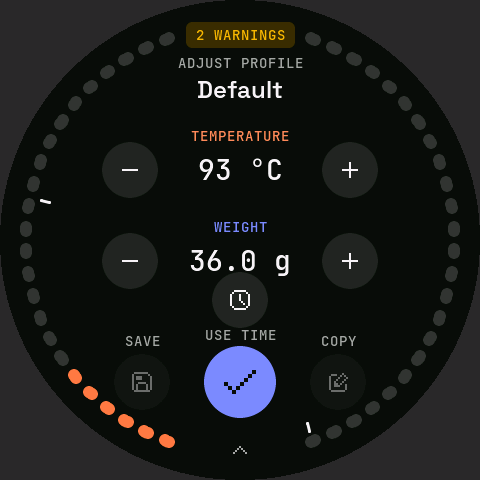 2 WARNINGS
ADJUST PROFILE
Default
TEMPERATURE
93 °C
WEIGHT
36.0 g
USE TIME
SAVE
COPY